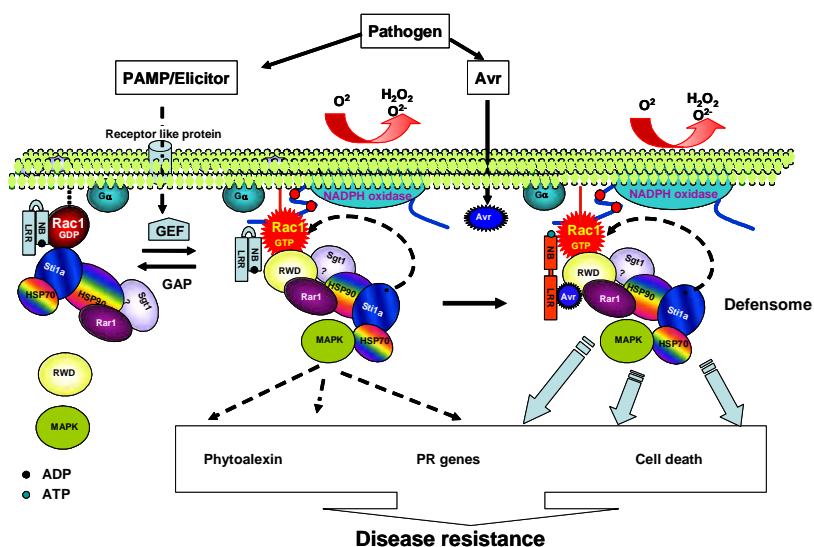 Pathogen
PAMP/Elicitor
Avr
O2
H2O2
O2-
O2
H2O2
O2-
Receptor like protein
Gα
Gα
NADPH oxidase
Gα
NADPH oxidase
Avr
LRR
NB
Rac1
GDP
GEF
GAP
Sti1a
HSP70
HSP90
?
Sgt1
Rar1
LRR
NB
Rac1
GTP
RWD
Sgt1
?
HSP90
Rar1
Sti1a
MAPK
HSP70
NB
LRR
Avr
Rac1
GTP
RWD
Sgt1
?
HSP90
Rar1
Sti1a
MAPK
HSP70
Defensome
RWD
MAPK
ADP
ATP
Phytoalexin
PR genes
Cell death
Disease resistance